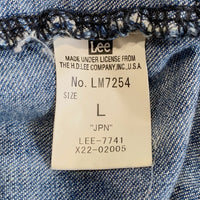 Lee
MADE UNDER LICENSE FROM
THE H.D.LEE COMPANY,INC.,U.S.A
No. LM7254
SIZE
L
"JPN"
LEE-7741
X22-02005